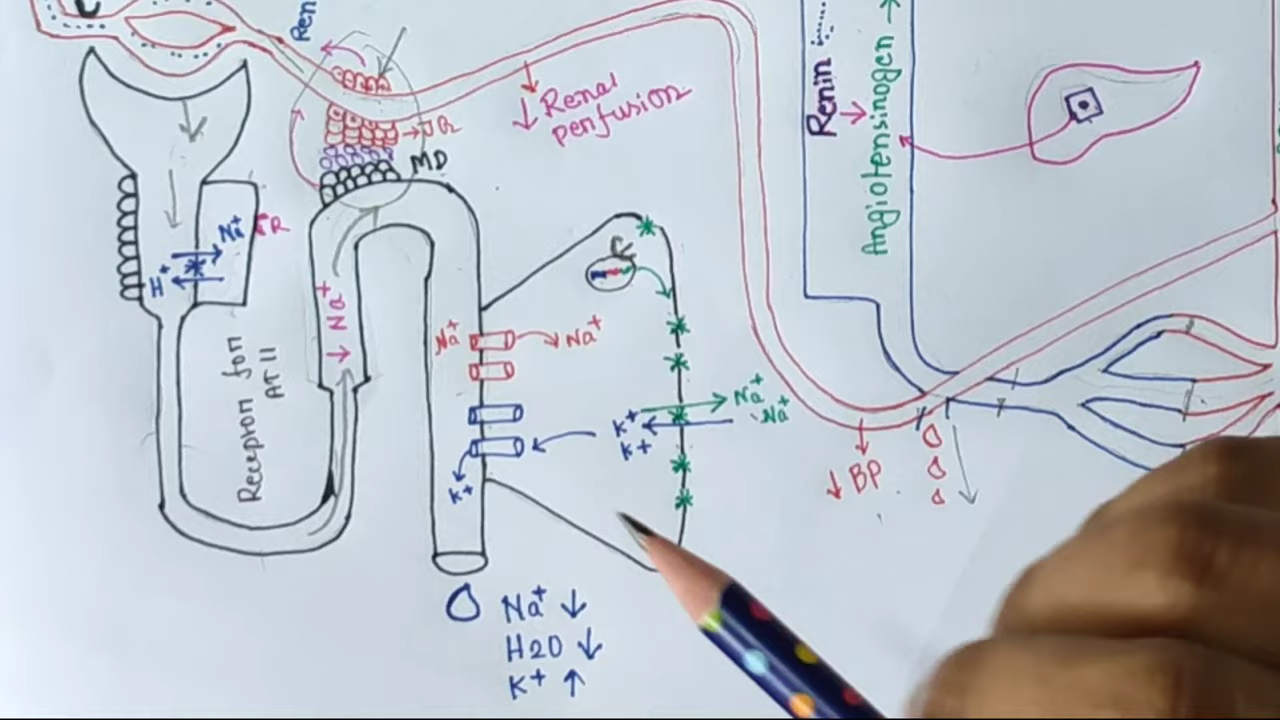 Ren
↓ Renal
perfusion
Renin
Angiotensinogen
MD
Na+
R
H+
↓ Na+
Receptor for
AT II
Na+
Na+
K+
K+
K+
Na+
Na+
↓ BP
Na+ ↓
H2O ↓
K+ ↑